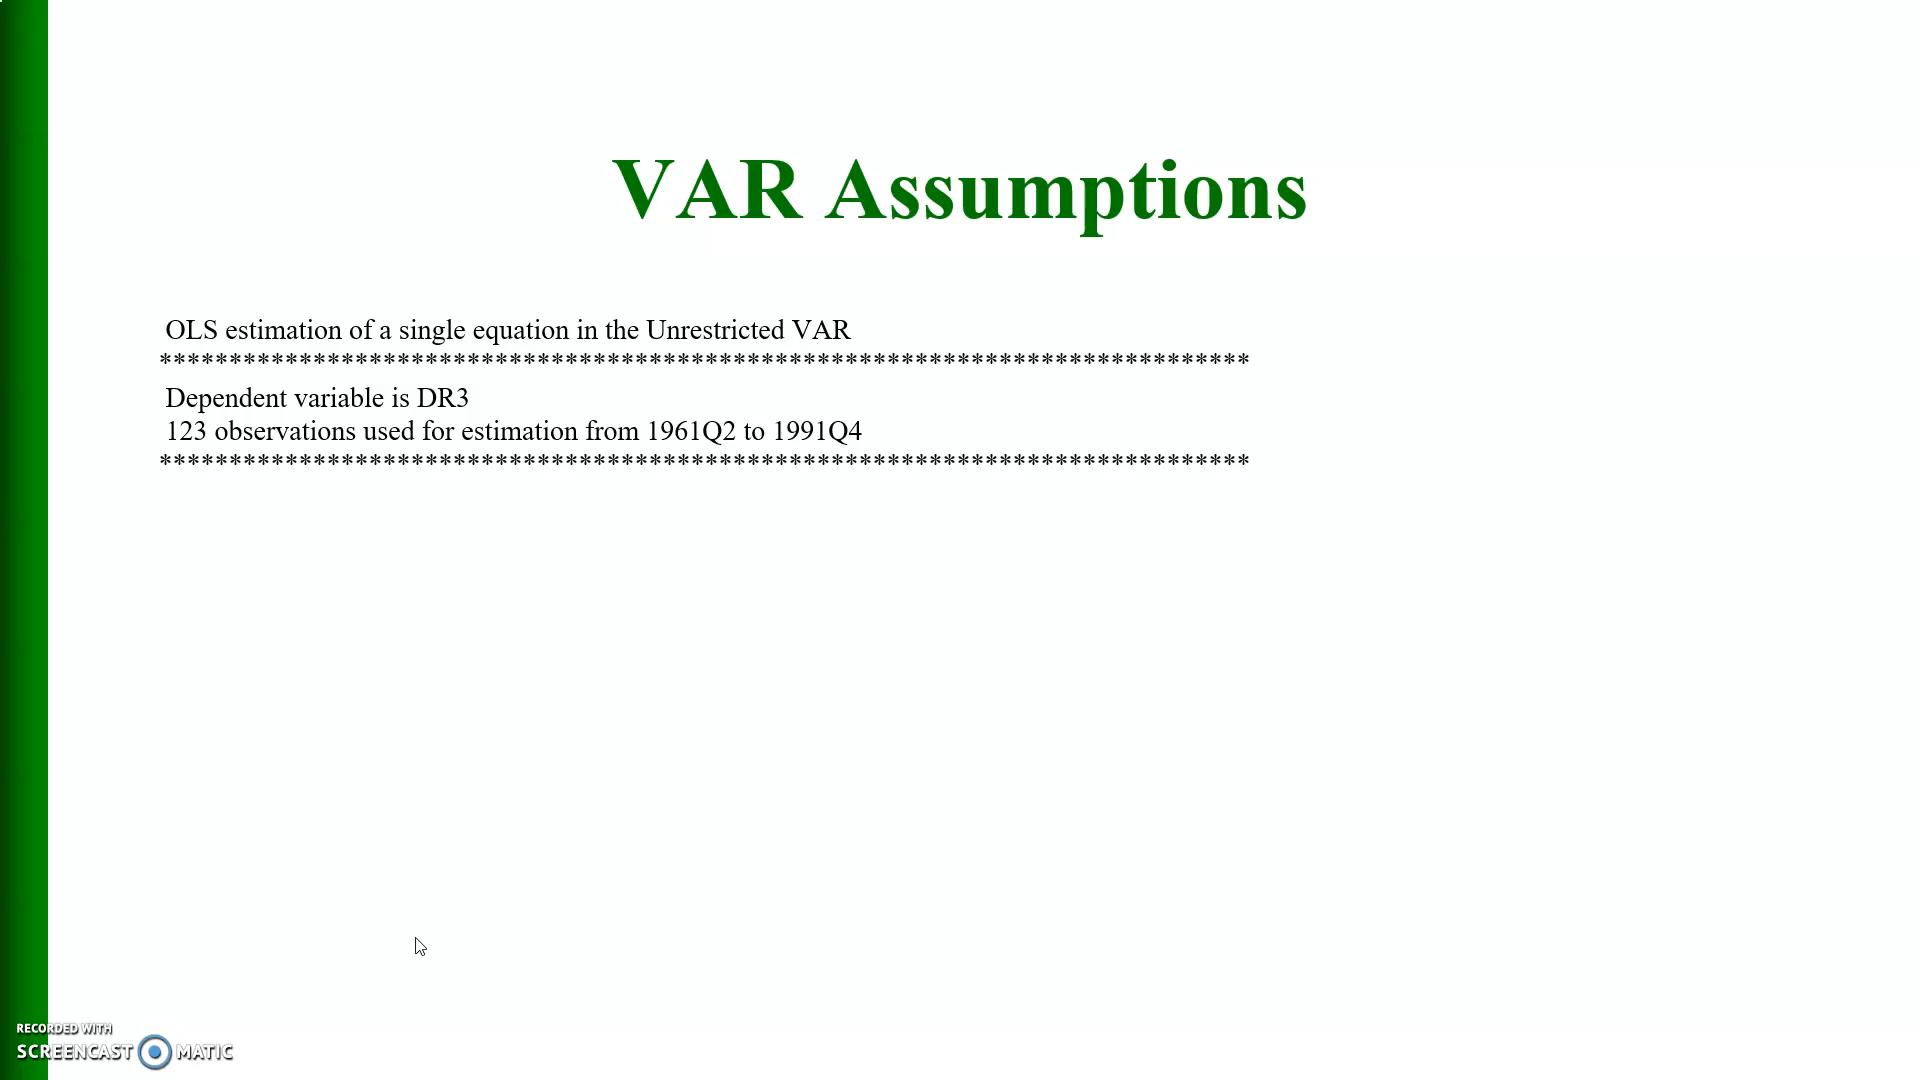 VAR Assumptions
OLS estimation of a single equation in the Unrestricted VAR
******************************************************************************
Dependent variable is DR3
123 observations used for estimation from 1961Q2 to 1991Q4
******************************************************************************
RECORDED WITH
SCREENCAST MATIC